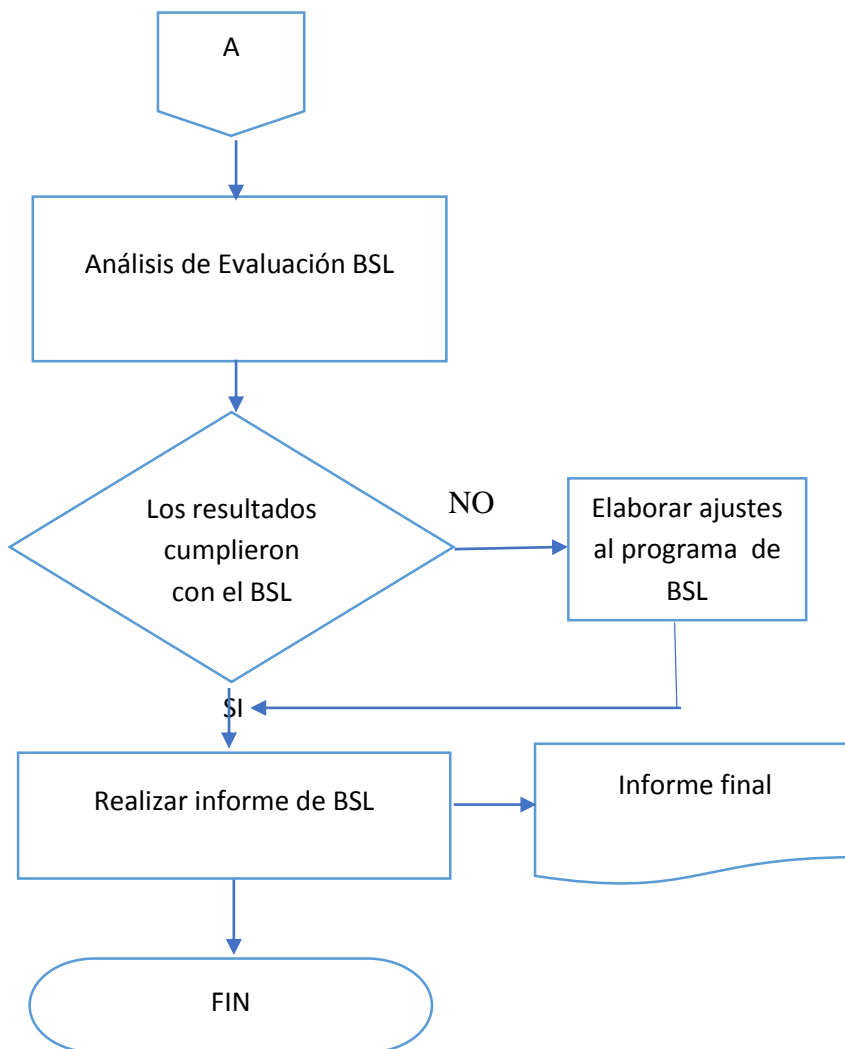 A
Análisis de Evaluación BSL
Los resultados
cumplieron
con el BSL
NO
Elaborar ajustes
al programa de
BSL
SI
Realizar informe de BSL
Informe final
FIN